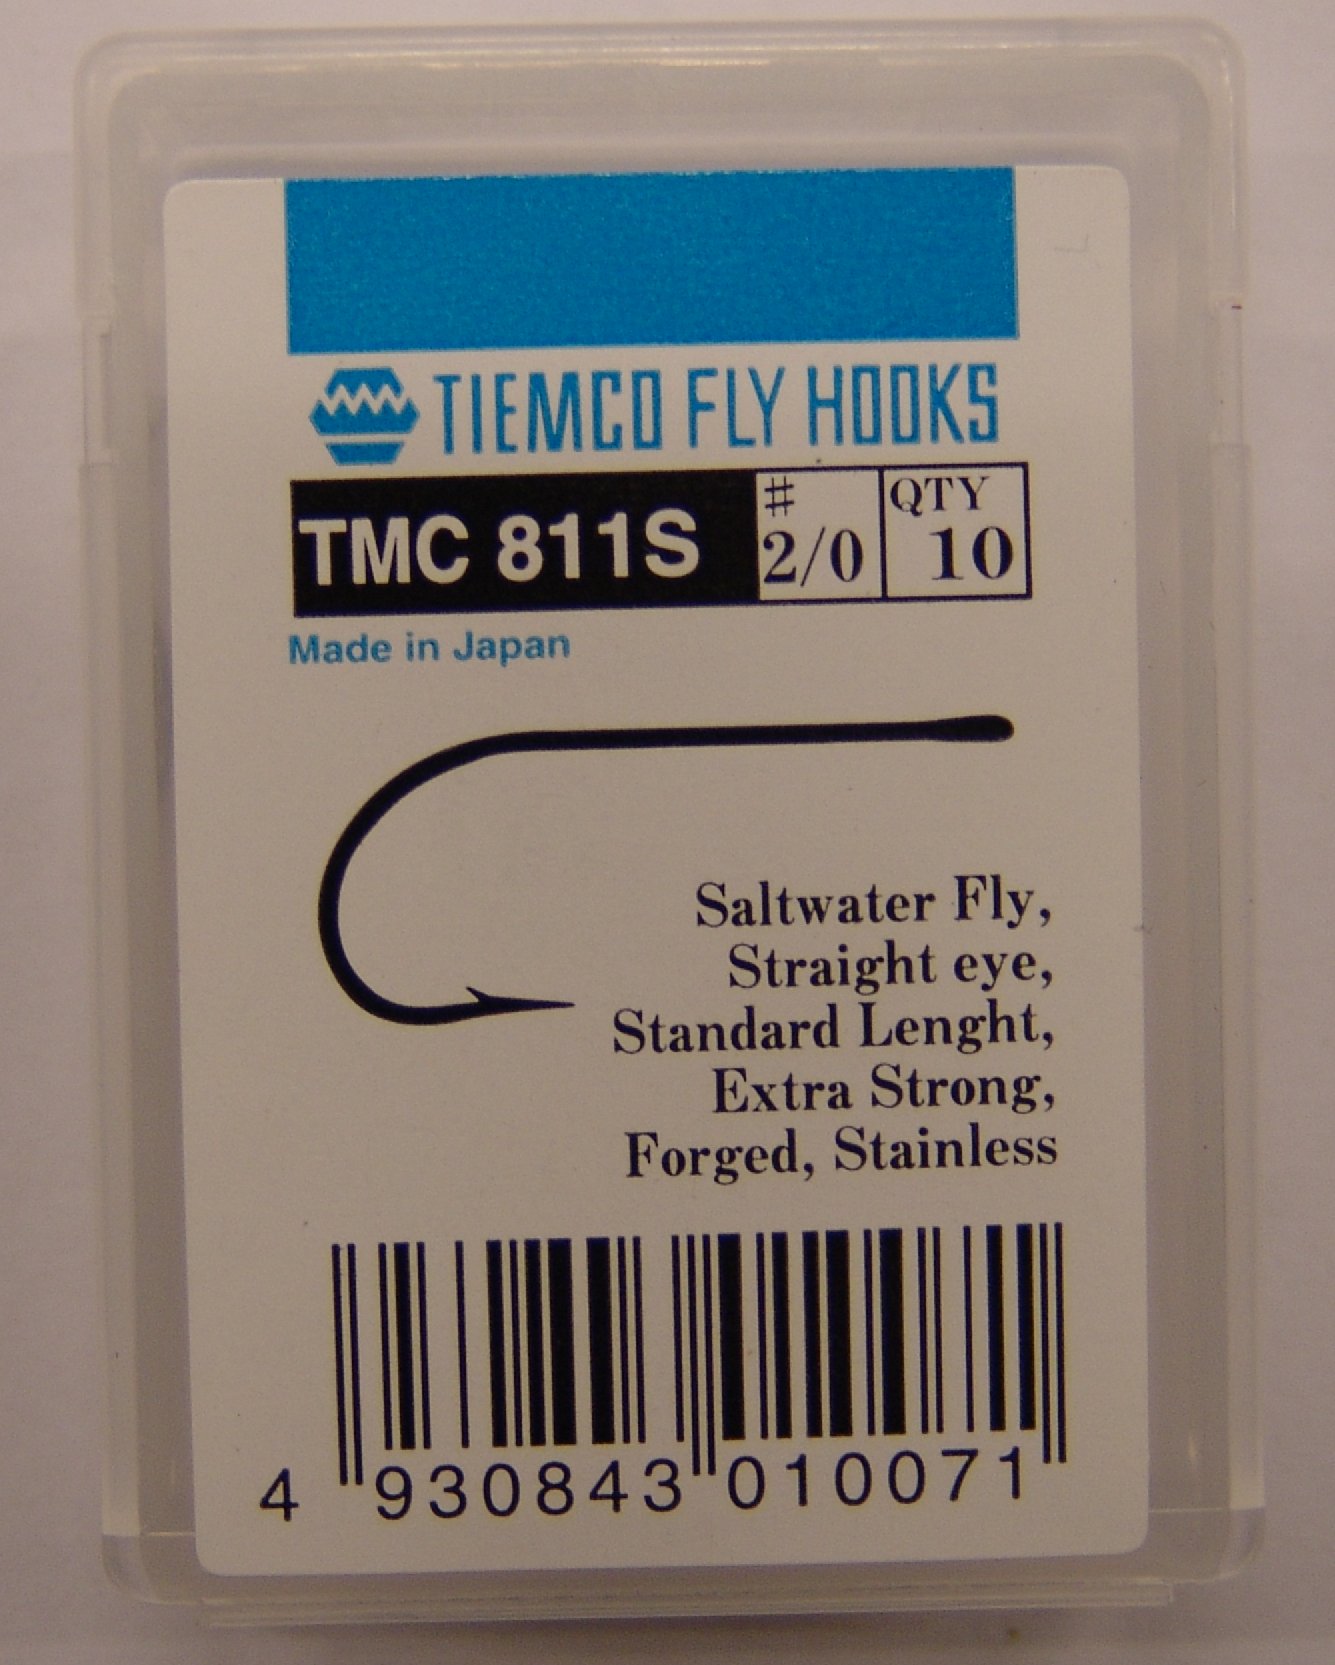 TIEMCO FLY HOOKS
TMC 811S
# QTY
2/0 10
Made in Japan
Saltwater Fly,
Straight eye,
Standard Lenght,
Extra Strong,
Forged, Stainless
4 930843 010071